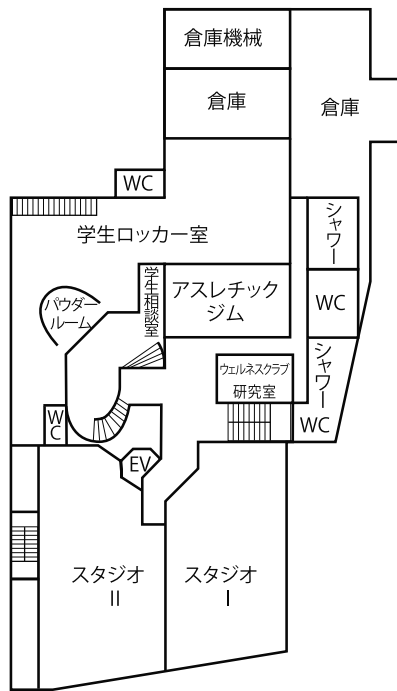 倉庫機械
倉庫
倉庫
WC
シャワー
学生ロッカー室
学生相談室
アスレチック
ジム
WC
パウダー
ルーム
シャワー
WC
ウェルネスクラブ
研究室
WC
EV
スタジオ
II
スタジオ
I